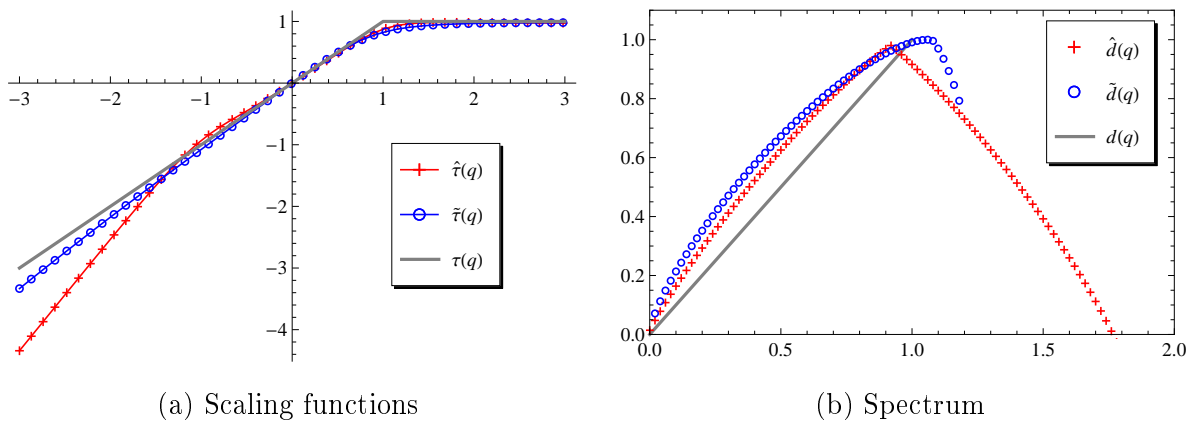 1
−3
−2
−1
1
2
3
−1
−2
−3
−4
τ̂(q)
τ̃(q)
τ(q)
(a) Scaling functions
1.0
0.8
0.6
0.4
0.2
0.0
0.0
0.5
1.0
1.5
2.0
d̂(q)
d̃(q)
d(q)
(b) Spectrum